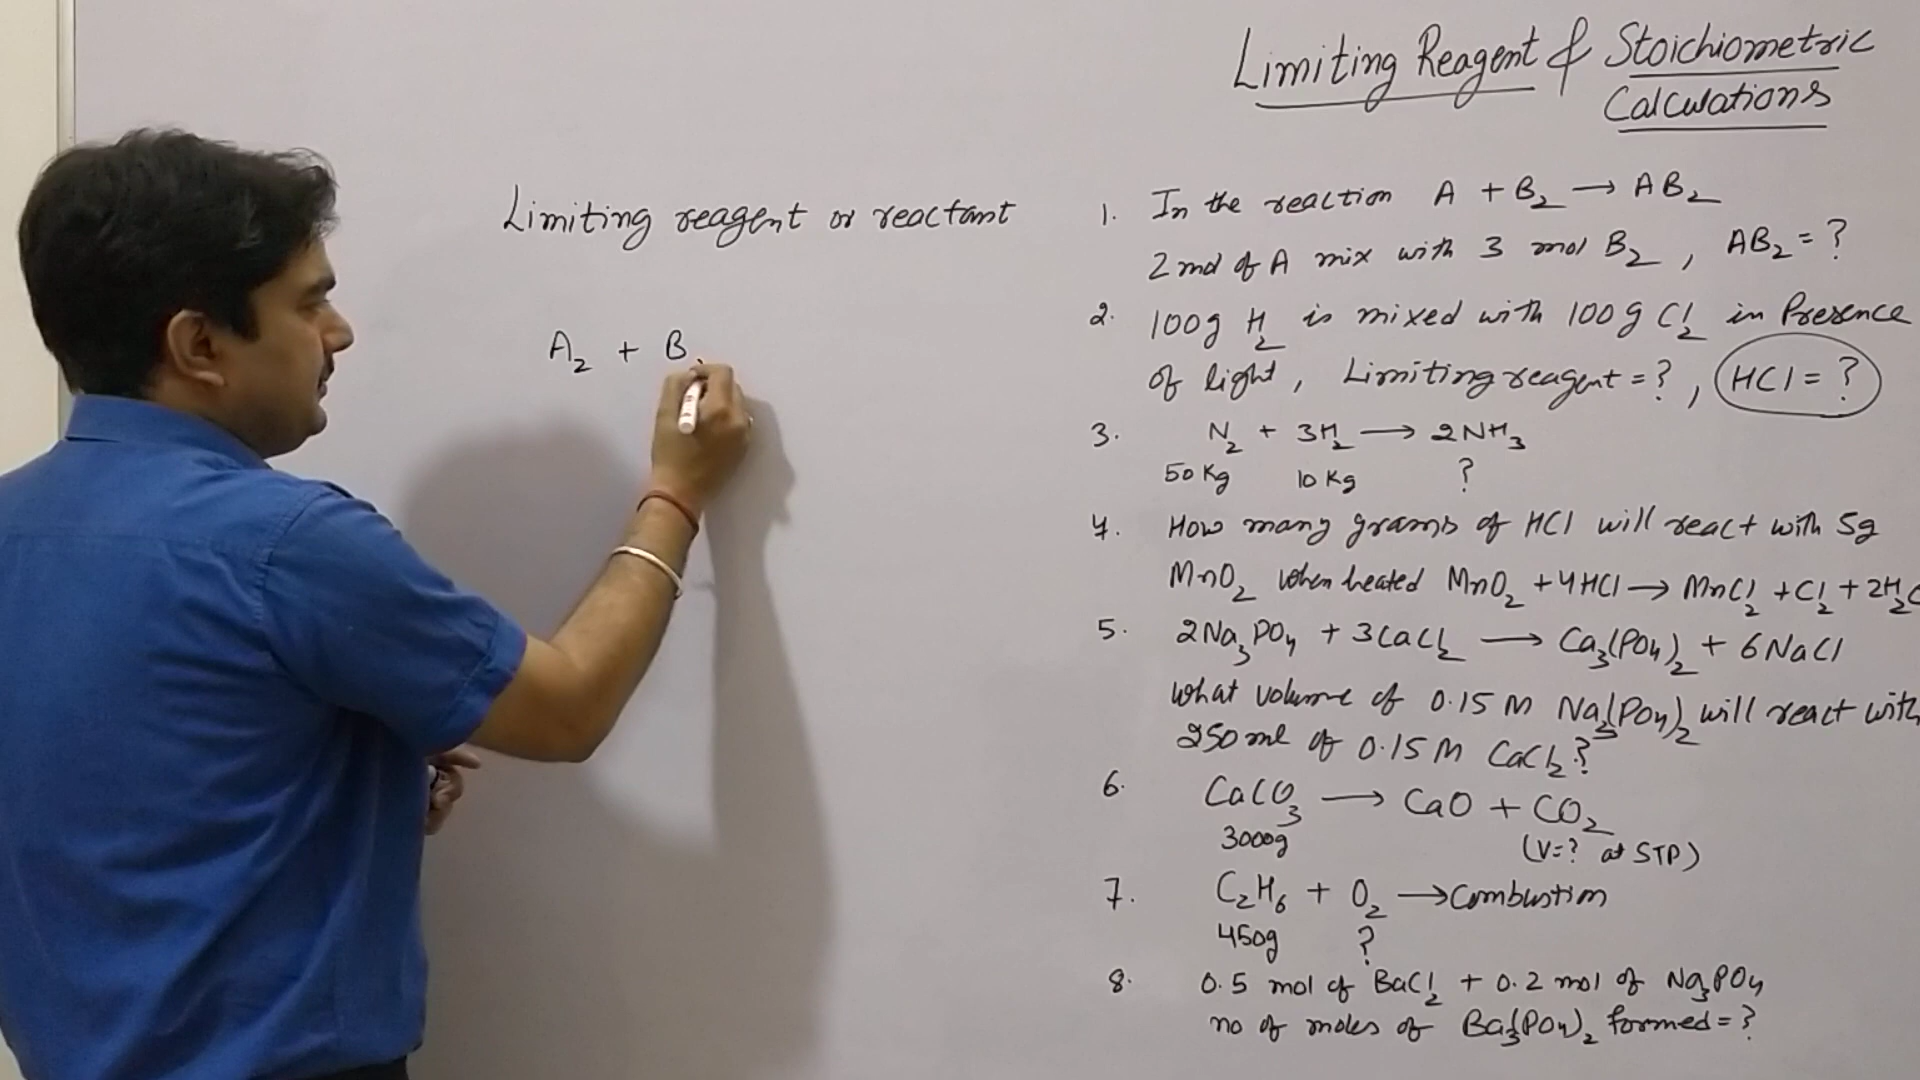 Limiting Reagent & Stoichiometric
Calculations
Limiting reagent or reactant
A₂ + B
1. In the reaction A + B₂ → AB₂
2 mol of A mix with 3 mol B₂, AB₂ = ?
2. 100g H₂ is mixed with 100g Cl₂ in Presence
of light, Limiting reagent = ?, HCl = ?
3. N₂ + 3H₂ → 2NH₃
50 Kg 10 Kg ?
4. How many grams of HCl will react with 5g
MnO₂ when heated MnO₂ + 4HCl → MnCl₂ + Cl₂ + 2H₂O
5. 2Na₃PO₄ + 3CaCl₂ → Ca₃(PO₄)₂ + 6NaCl
what volume of 0.15 M Na₃(PO₄)₂ will react with
250 ml of 0.15 M CaCl₂?
6. CaCO₃ → CaO + CO₂
3000g (V=? at STP)
7. C₂H₆ + O₂ → Combustion
450g ?
8. 0.5 mol of BaCl₂ + 0.2 mol of Na₃PO₄
no of moles of Ba₃(PO₄)₂ formed = ?